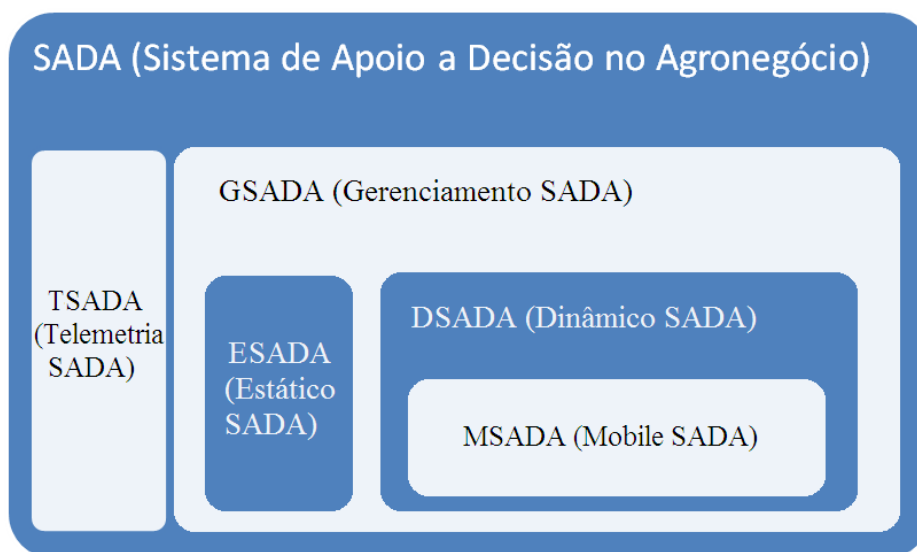 SADA (Sistema de Apoio a Decisão no Agronegócio)
GSADA (Gerenciamento SADA)
TSADA
(Telemetria
SADA)
ESADA
(Estático
SADA)
DSADA (Dinâmico SADA)
MSADA (Mobile SADA)